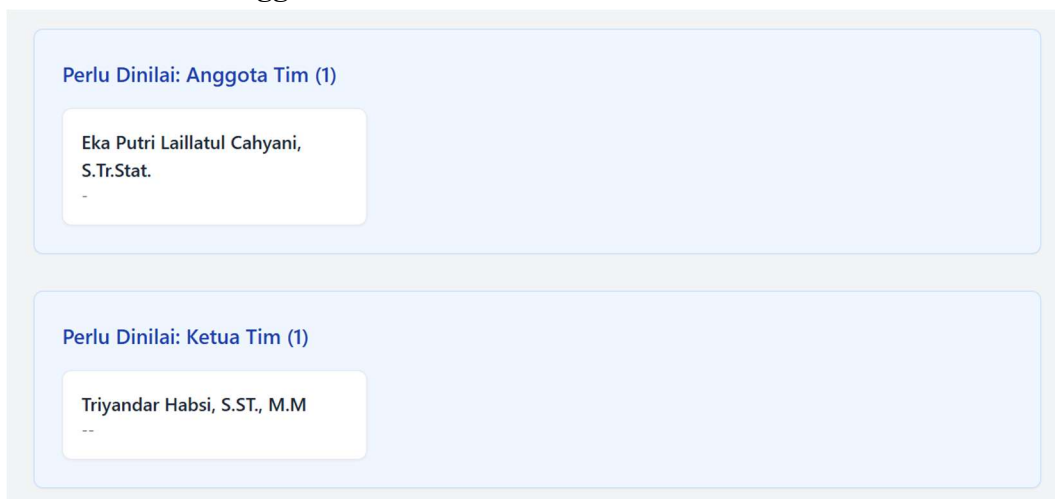 Perlu Dinilai: Anggota Tim (1)
Eka Putri Laillatul Cahyani,
S.Tr.Stat.
-
Perlu Dinilai: Ketua Tim (1)
Triyandar Habsi, S.ST., M.M
--